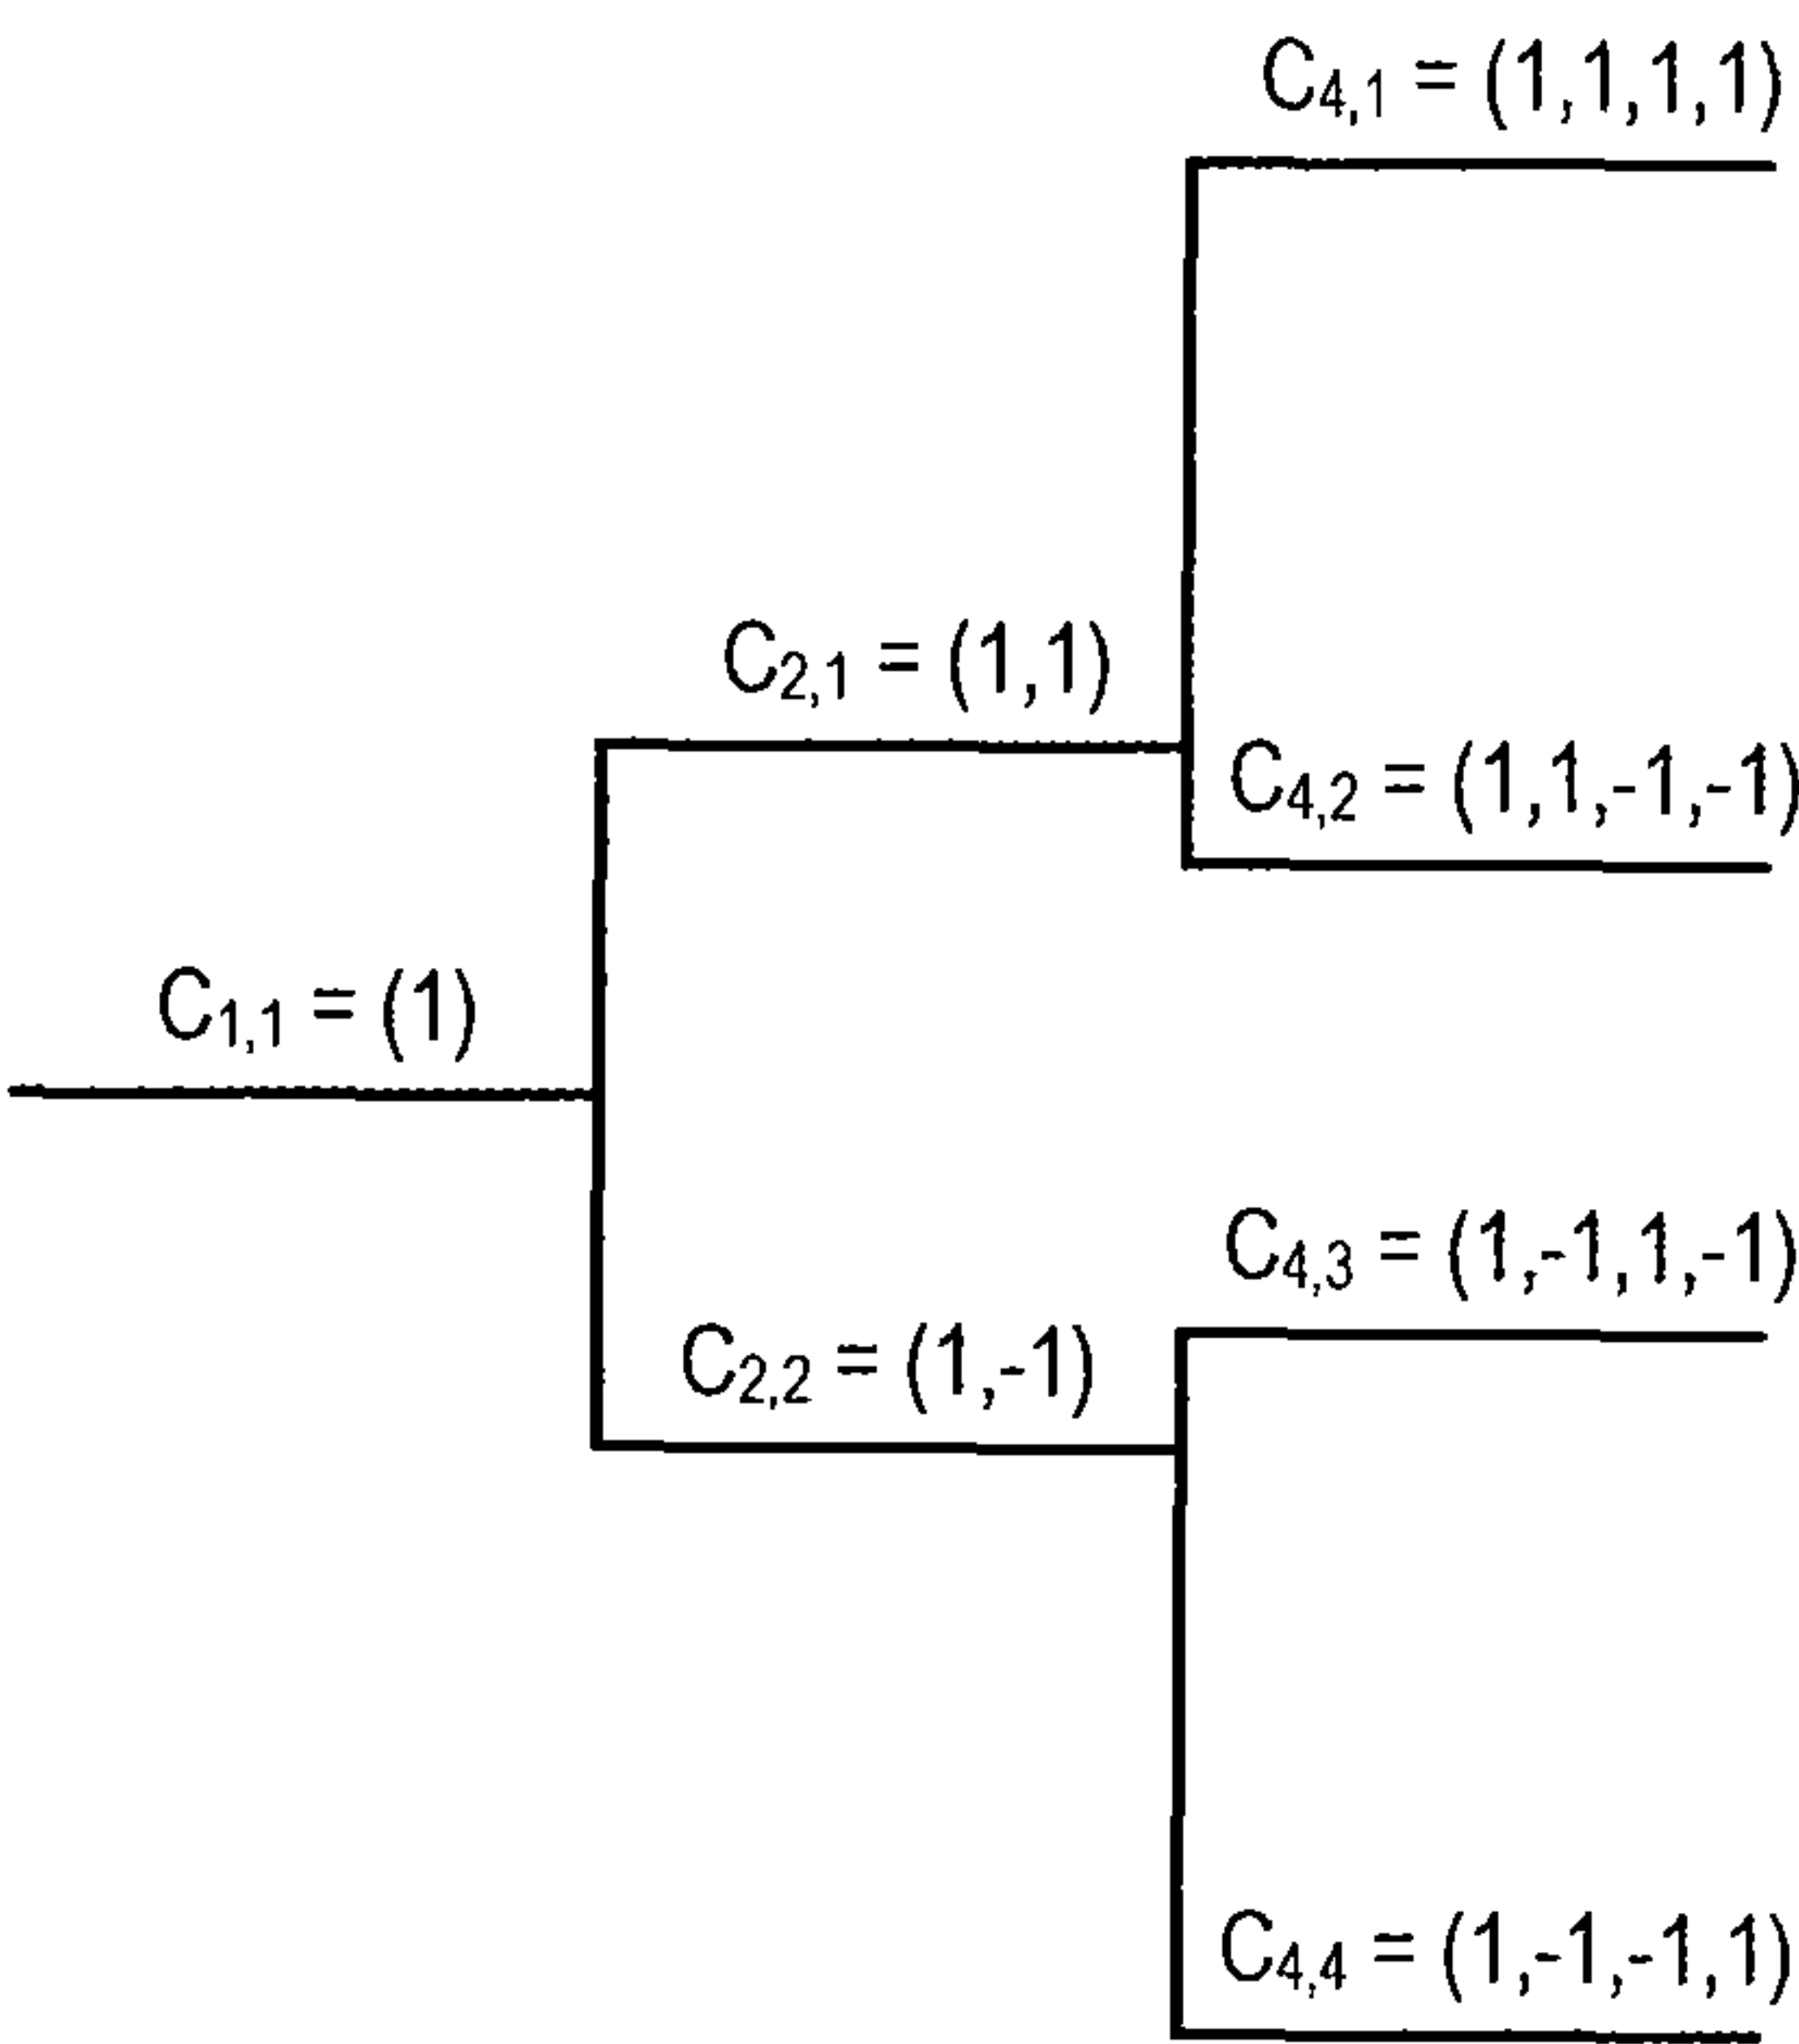 C4,1 = (1,1,1,1)
C2,1 = (1,1)
C4,2 = (1,1,-1,-1)
C1,1 = (1)
C4,3 = (1,-1,1,-1)
C2,2 = (1,-1)
C4,4 = (1,-1,-1,1)